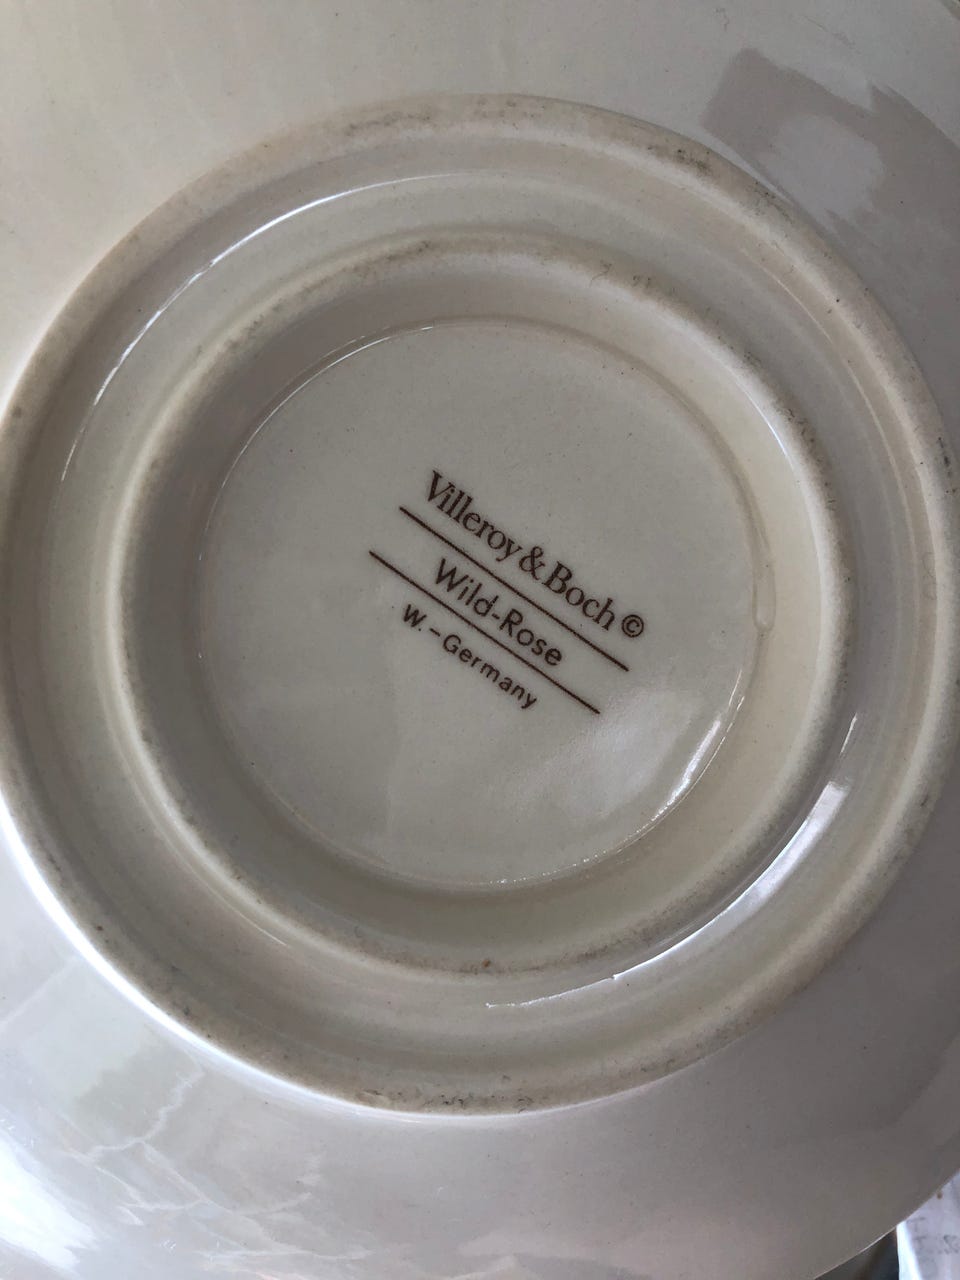 Villeroy & Boch ©
Wild-Rose
W.-Germany